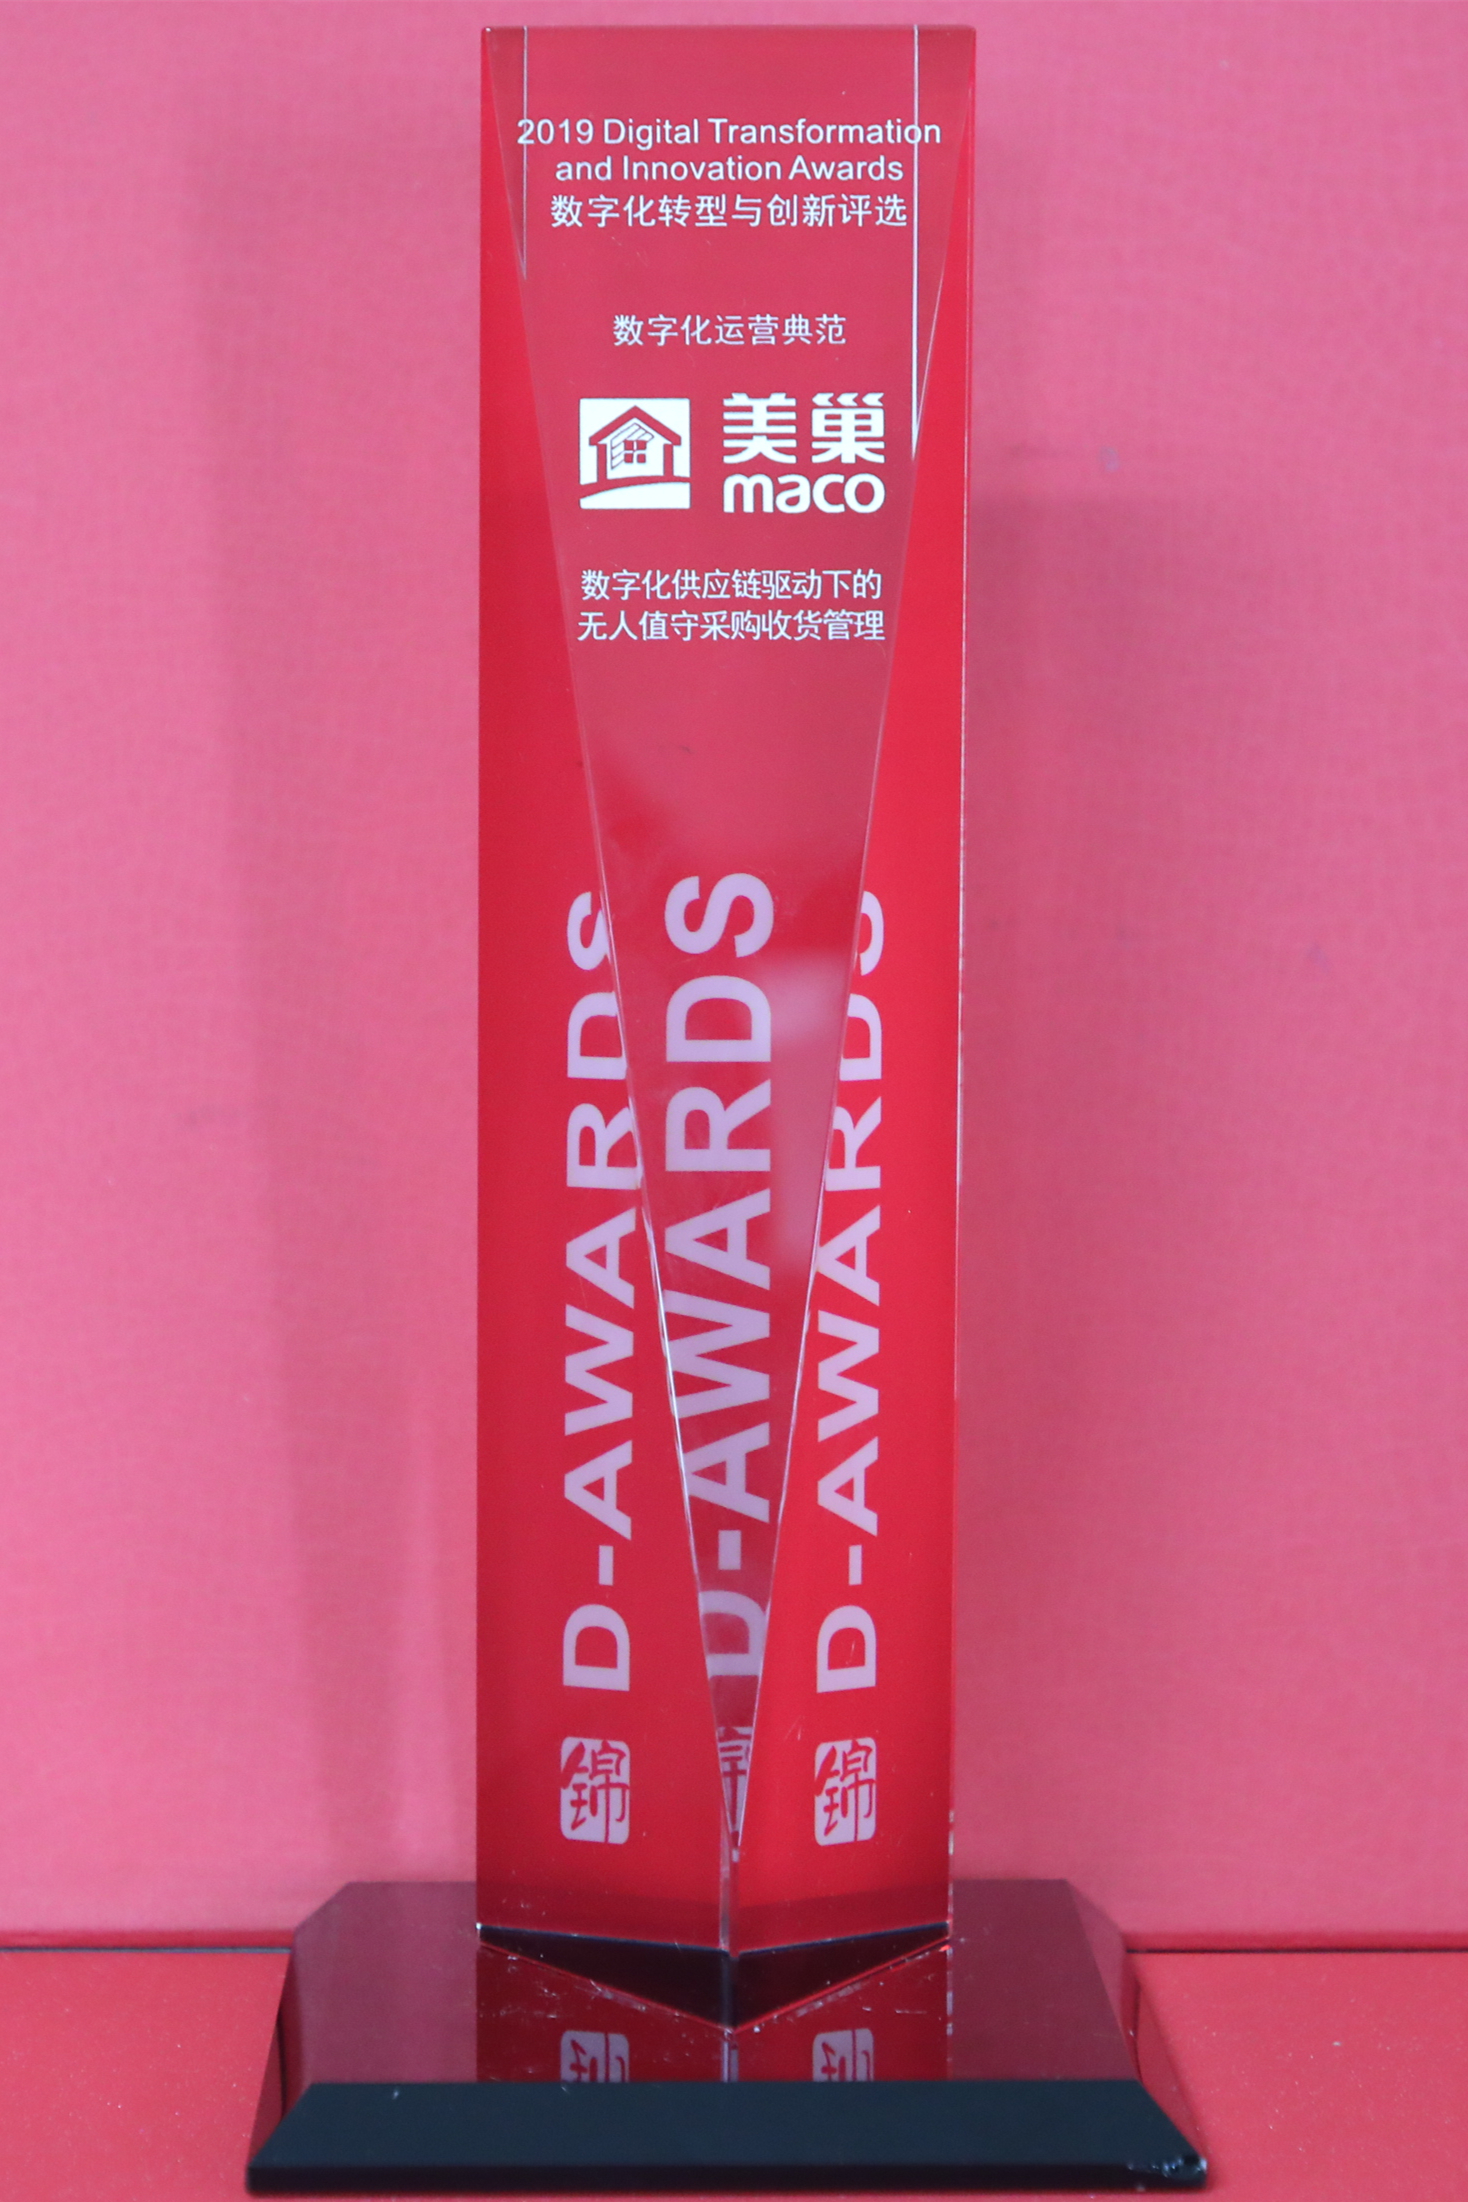 2019 Digital Transformation
and Innovation Awards
数字化转型与创新评选
数字化运营典范
美巢
maco
数字化供应链驱动下的
无人值守采购收货管理
D-AWARDS
D-AWARDS
D-AWARDS
锦
锦